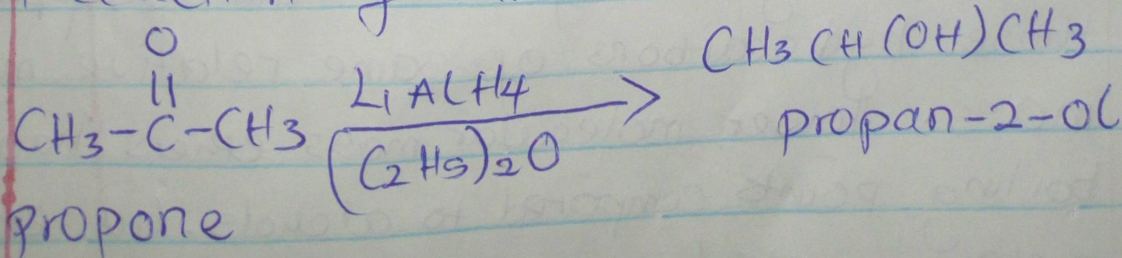 O
||
CH3-C-CH3
LiAlH4
(C2H5)2O
CH3CH(OH)CH3
propan-2-ol
propone